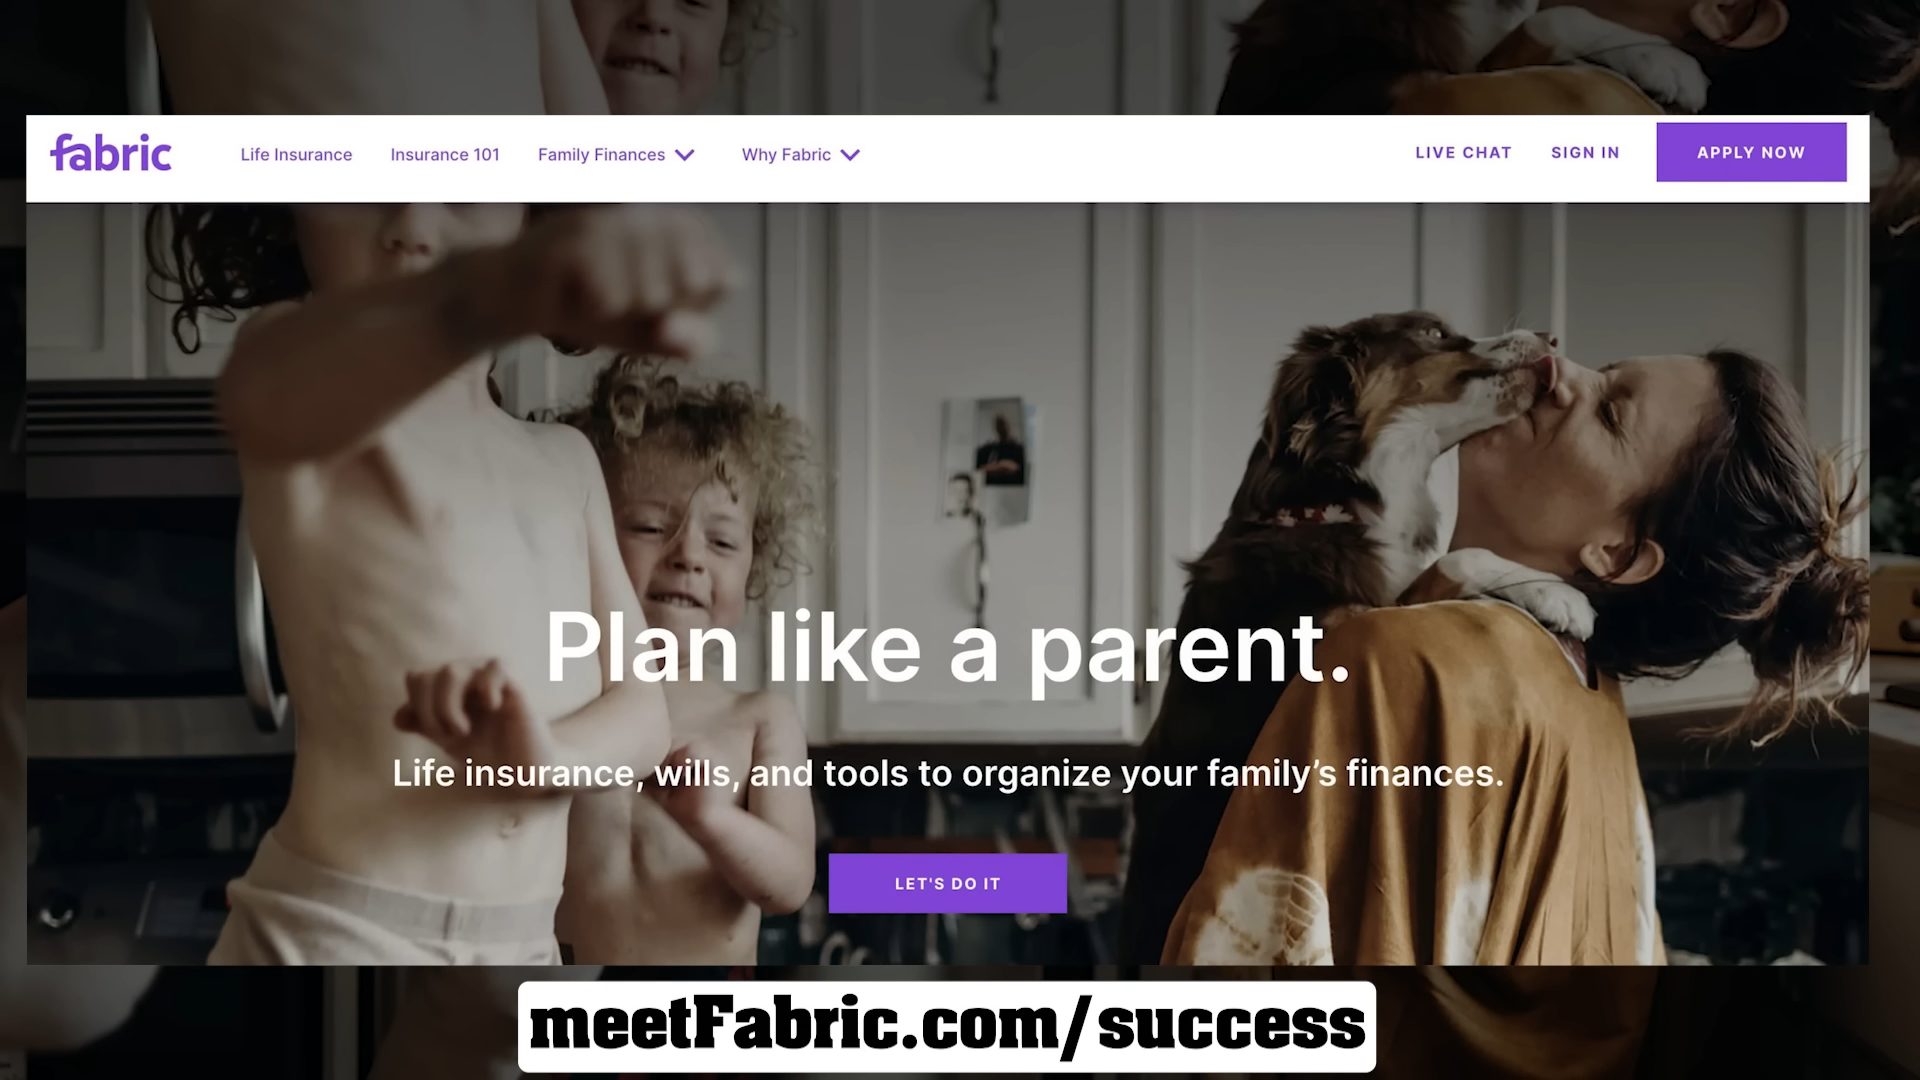 fabric
Life Insurance
Insurance 101
Family Finances
Why Fabric
LIVE CHAT
SIGN IN
APPLY NOW
Plan like a parent.
Life insurance, wills, and tools to organize your family’s finances.
LET'S DO IT
meetFabric.com/success